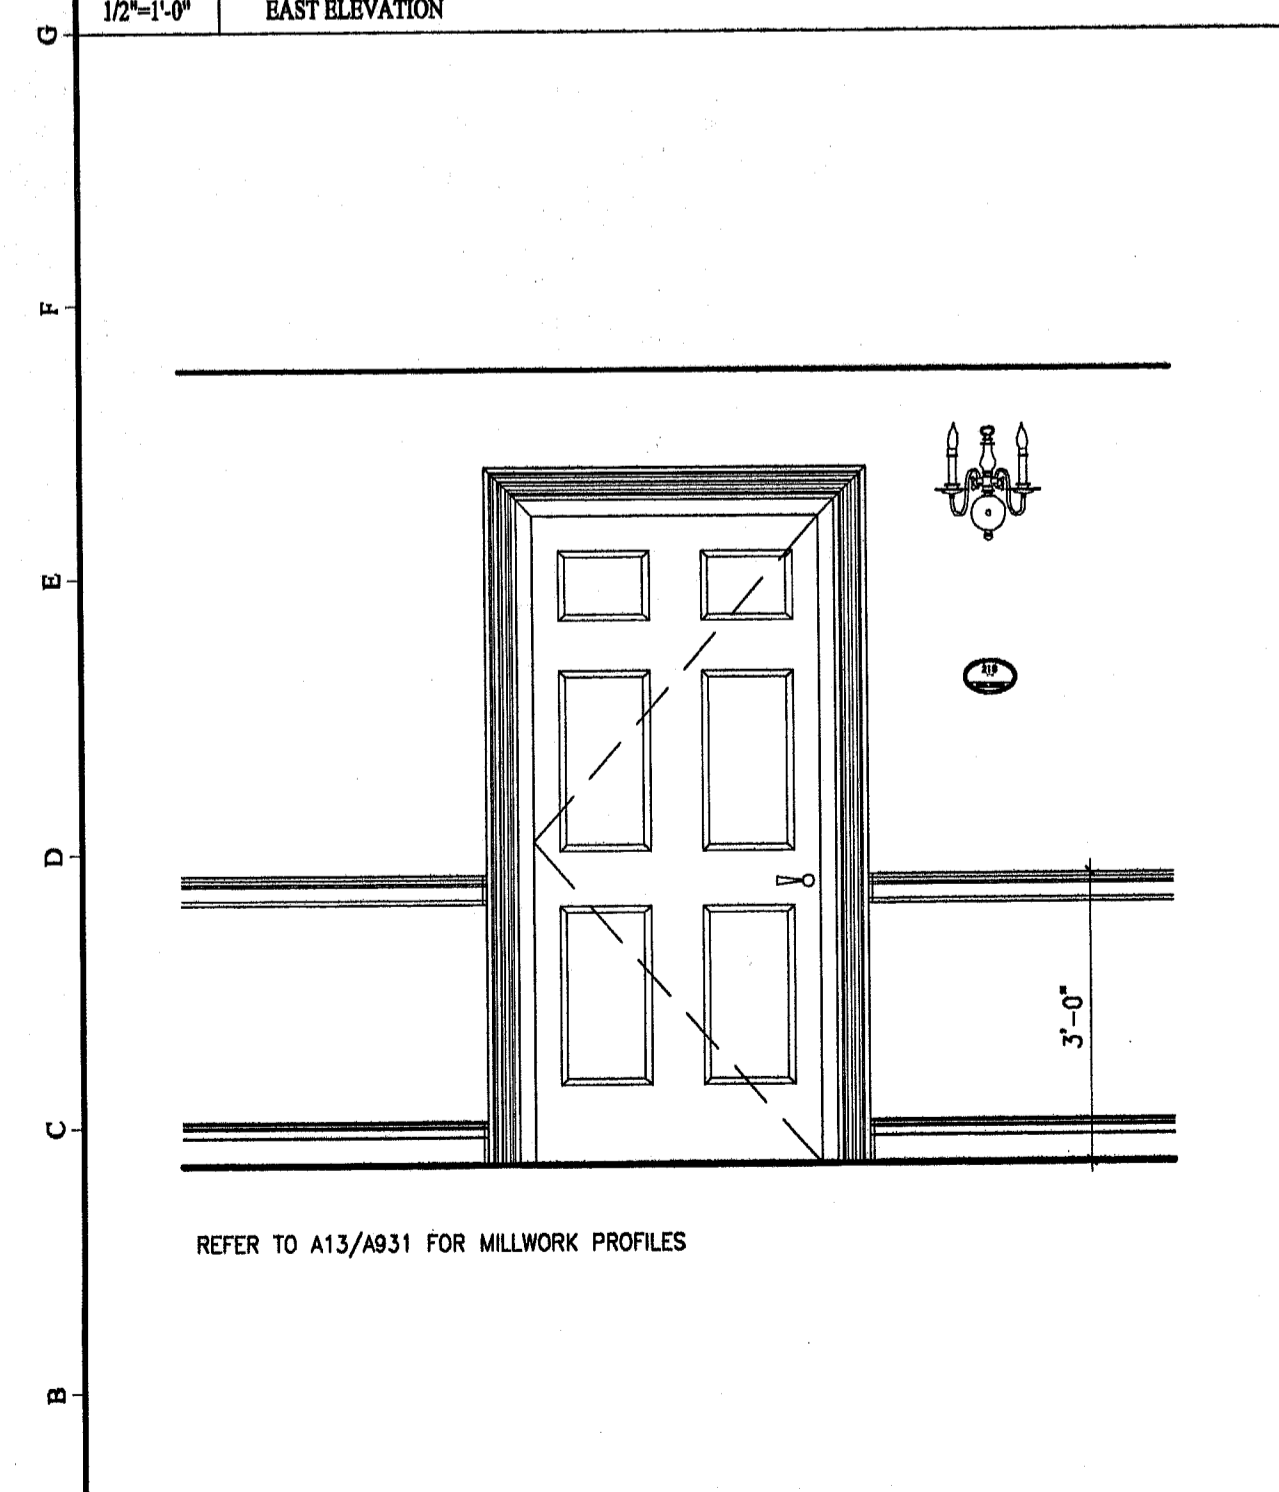 1/2"=1'-0" EAST ELEVATION
G
F
E
D
3'-0"
C
REFER TO A13/A931 FOR MILLWORK PROFILES
B